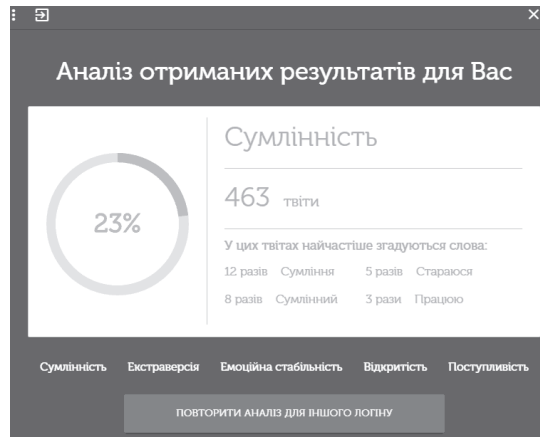 Аналіз отриманих результатів для Вас
Сумлінність
463 твіти
23%
У цих твітах найчастіше згадуються слова:
12 разів Сумління 5 разів Стараюся
8 разів Сумлінний 3 рази Працюю
Сумлінність Екстраверсія Емоційна стабільність Відкритість Поступливість
ПОВТОРИТИ АНАЛІЗ ДЛЯ ІНШОГО ЛОГІНУ